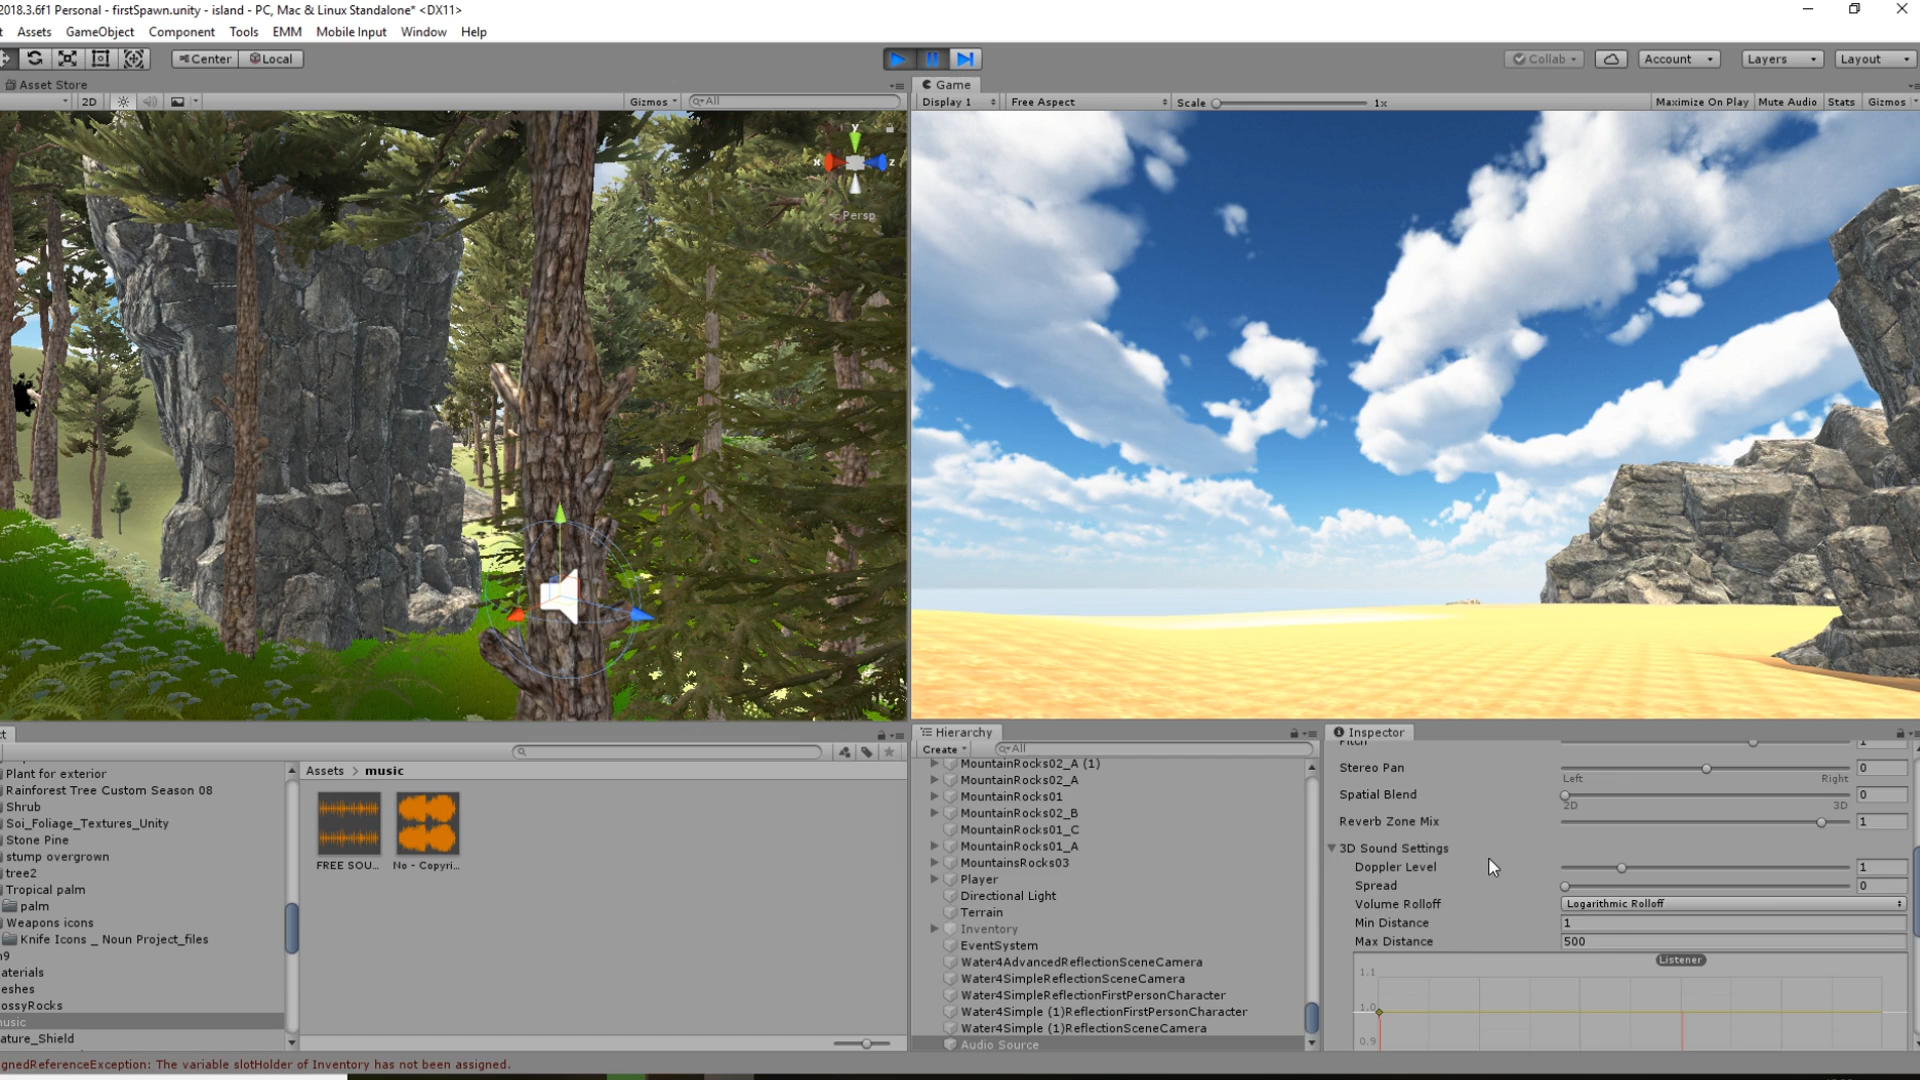 2018.3.6f1 Personal - firstSpawn.unity - island - PC, Mac & Linux Standalone* <DX11>
t Assets GameObject Component Tools EMM Mobile Input Window Help
Center Local Collab Account Layers Layout
Asset Store Game
2D Gizmos All Display 1 Free Aspect Scale 1x Maximize On Play Mute Audio Stats Gizmos
y
x z
Persp
ct
Assets > music
Plant for exterior
Rainforest Tree Custom Season 08
Shrub
Soi_Foliage_Textures_Unity
Stone Pine
stump overgrown
tree2
Tropical palm
palm
Weapons icons
Knife Icons _ Noun Project_files
n9
aterials
eshes
ossyRocks
music
ature_Shield
FREE SOU... No - Copyri...
Hierarchy
Create All
MountainRocks02_A (1)
MountainRocks02_A
MountainRocks01
MountainRocks02_B
MountainRocks01_C
MountainRocks01_A
MountainsRocks03
Player
Directional Light
Terrain
Inventory
EventSystem
Water4AdvancedReflectionSceneCamera
Water4SimpleReflectionSceneCamera
Water4SimpleReflectionFirstPersonCharacter
Water4Simple (1)ReflectionFirstPersonCharacter
Water4Simple (1)ReflectionSceneCamera
Audio Source
Inspector
Pitch 1
Stereo Pan 0
Left Right
Spatial Blend 0
2D 3D
Reverb Zone Mix 1
3D Sound Settings
Doppler Level 1
Spread 0
Volume Rolloff Logarithmic Rolloff
Min Distance 1
Max Distance 500
Listener
1.1
1.0
0.9
gnedReferenceException: The variable slotHolder of Inventory has not been assigned.